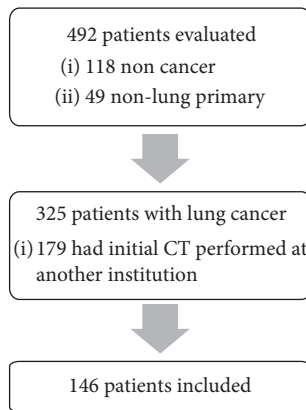 492 patients evaluated
(i) 118 non cancer
(ii) 49 non-lung primary
325 patients with lung cancer
(i) 179 had initial CT performed at
another institution
146 patients included